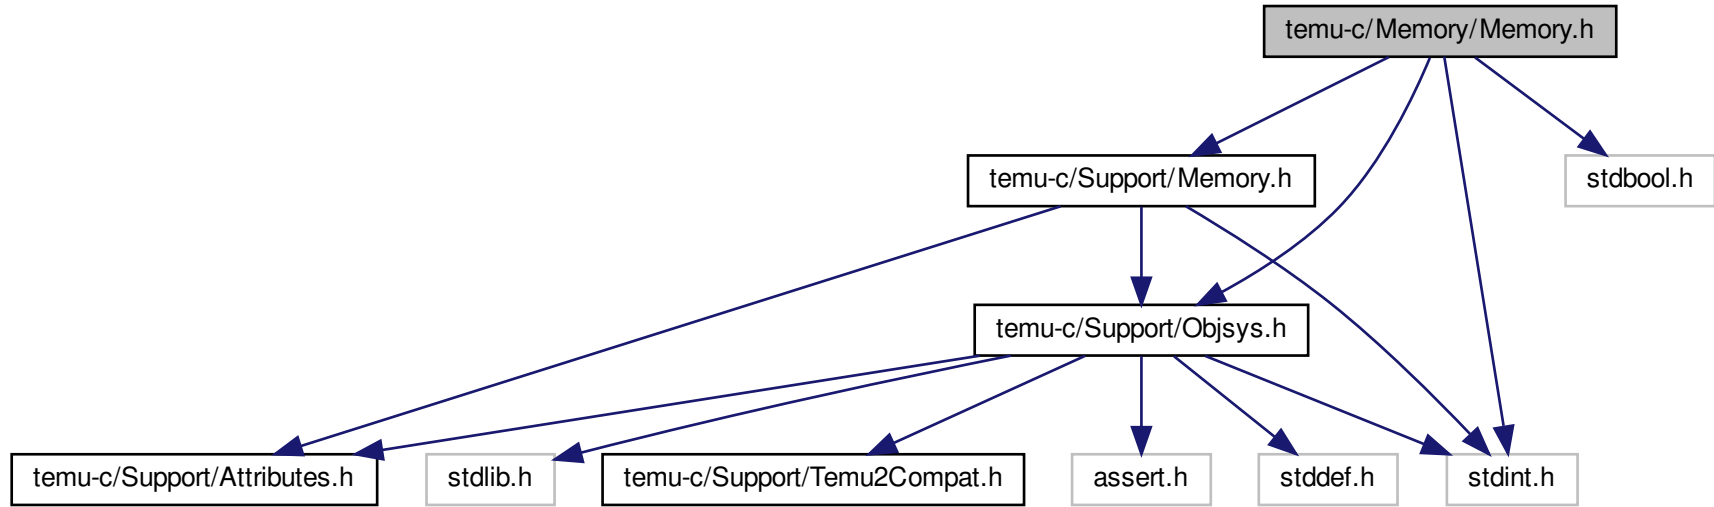 temu-c/Memory/Memory.h
temu-c/Support/Memory.h
stdbool.h
temu-c/Support/Objsys.h
temu-c/Support/Attributes.h
stdlib.h
temu-c/Support/Temu2Compat.h
assert.h
stddef.h
stdint.h